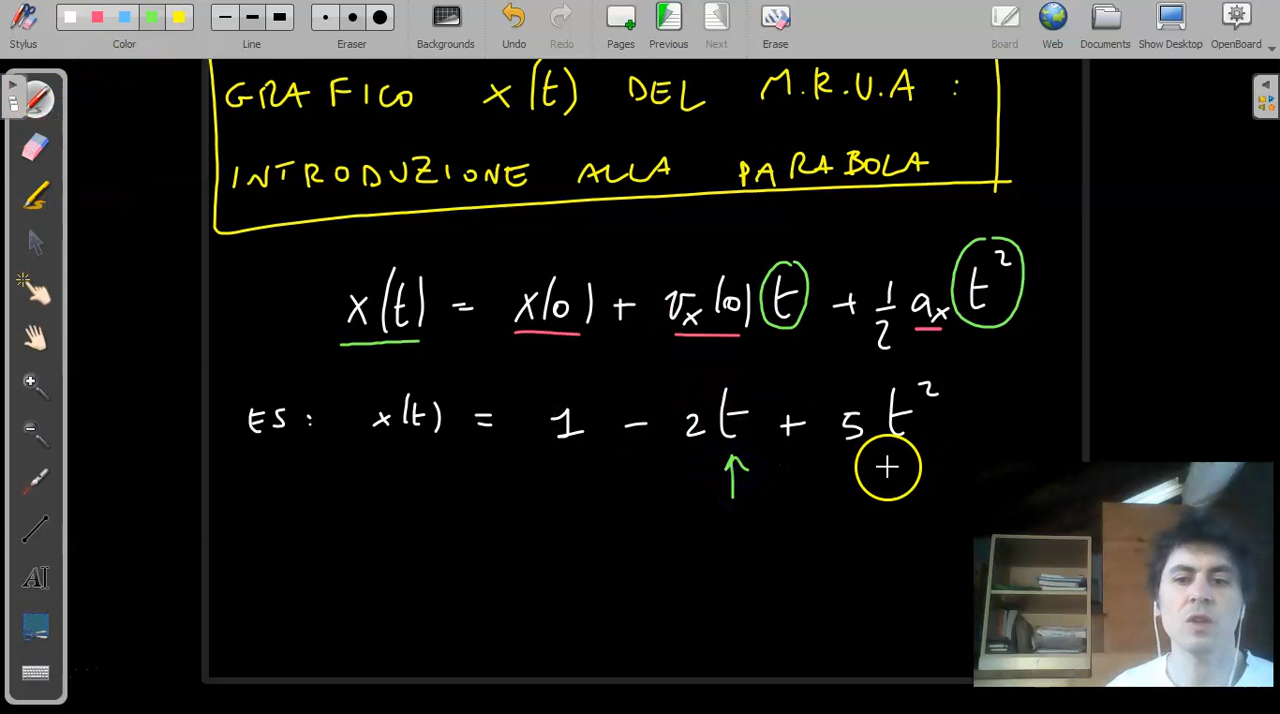 Stylus Color Line Eraser Backgrounds Undo Redo Pages Previous Next Erase Board Web Documents Show Desktop OpenBoard
GRAFICO x(t) DEL M.R.U.A :
INTRODUZIONE ALLA PARABOLA
x(t) = x(0) + vₓ(0) t + 1/2 aₓ t²
ES : x(t) = 1 - 2t + 5t²
AI